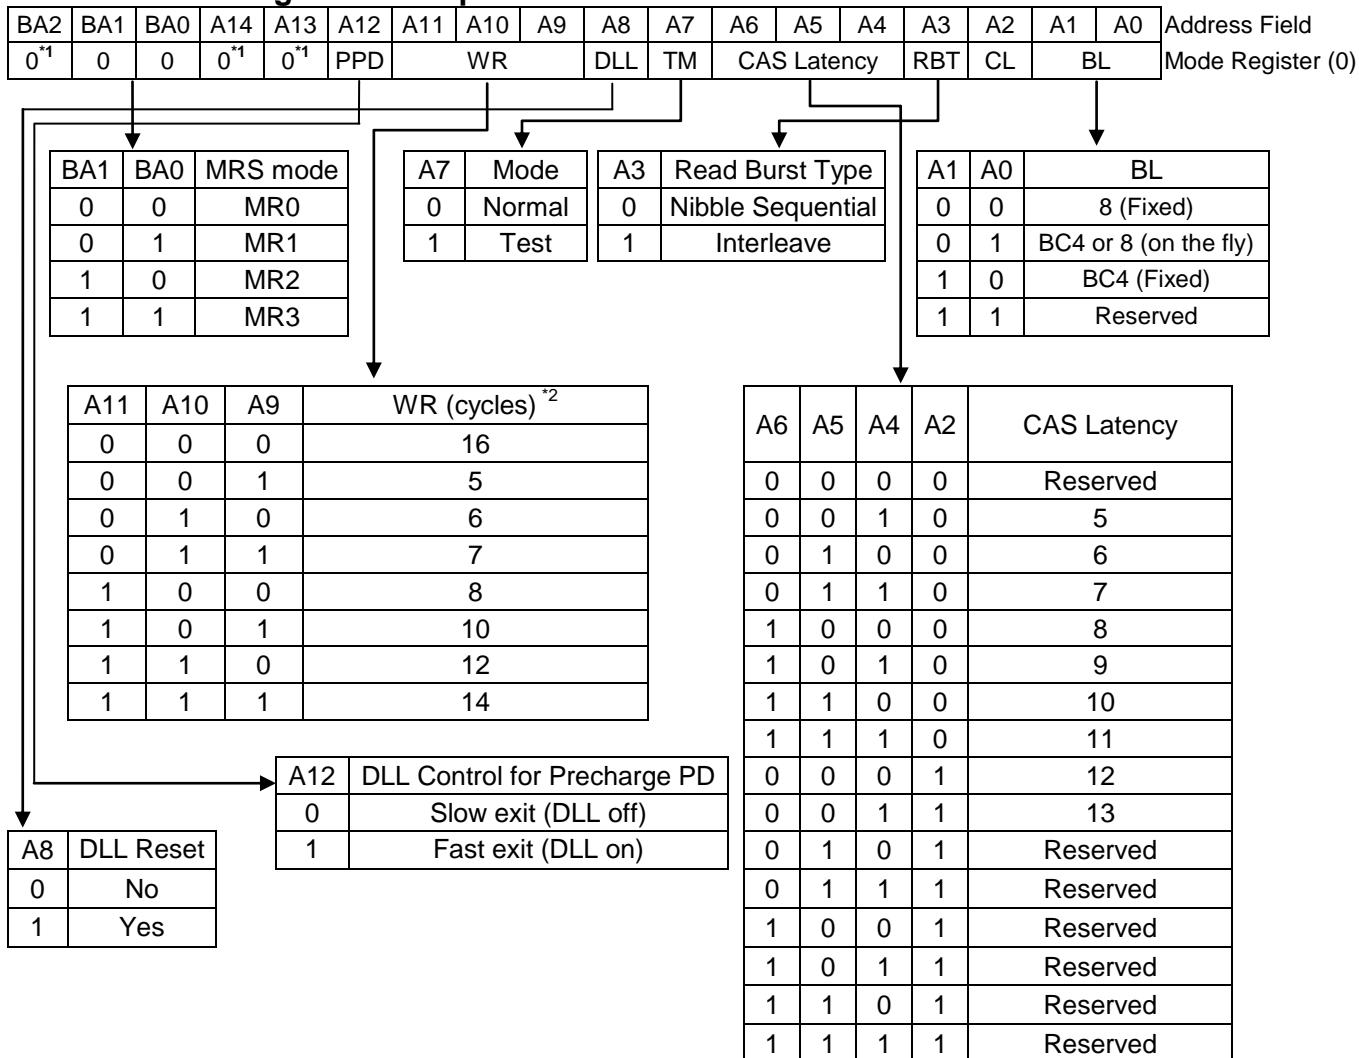 BA2 BA1 BA0 A14 A13 A12 A11 A10 A9 A8 A7 A6 A5 A4 A3 A2 A1 A0 Address Field
0*1 0 0 0*1 0*1 PPD WR DLL TM CAS Latency RBT CL BL Mode Register (0)
BA1 BA0 MRS mode
0 0 MR0
0 1 MR1
1 0 MR2
1 1 MR3
A7 Mode
0 Normal
1 Test
A3 Read Burst Type
0 Nibble Sequential
1 Interleave
A1 A0 BL
0 0 8 (Fixed)
0 1 BC4 or 8 (on the fly)
1 0 BC4 (Fixed)
1 1 Reserved
A11 A10 A9 WR (cycles) *2
0 0 0 16
0 0 1 5
0 1 0 6
0 1 1 7
1 0 0 8
1 0 1 10
1 1 0 12
1 1 1 14
A6 A5 A4 A2 CAS Latency
0 0 0 0 Reserved
0 0 1 0 5
0 1 0 0 6
0 1 1 0 7
1 0 0 0 8
1 0 1 0 9
1 1 0 0 10
1 1 1 0 11
0 0 0 1 12
0 0 1 1 13
0 1 0 1 Reserved
0 1 1 1 Reserved
1 0 0 1 Reserved
1 0 1 1 Reserved
1 1 0 1 Reserved
1 1 1 1 Reserved
A12 DLL Control for Precharge PD
0 Slow exit (DLL off)
1 Fast exit (DLL on)
A8 DLL Reset
0 No
1 Yes